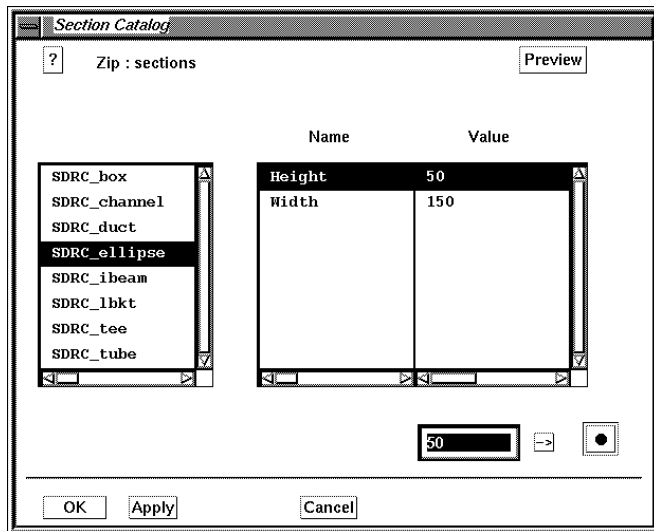 Section Catalog
?
Zip : sections
Preview
Name Value
SDRC_box
SDRC_channel
SDRC_duct
SDRC_ellipse
SDRC_ibeam
SDRC_lbkt
SDRC_tee
SDRC_tube
Height 50
Width 150
50
->
OK Apply Cancel